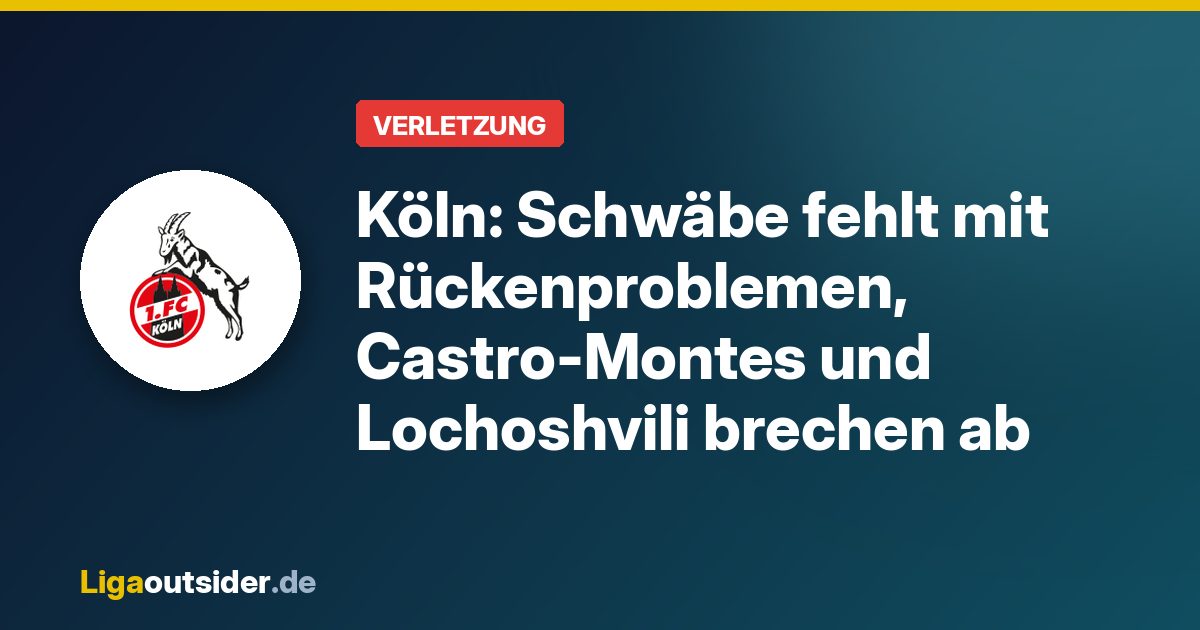 VERLETZUNG
Köln: Schwäbe fehlt mit
Rückenproblemen,
Castro-Montes und
Lochoshvili brechen ab
1.FC
KÖLN
Ligaoutsider.de